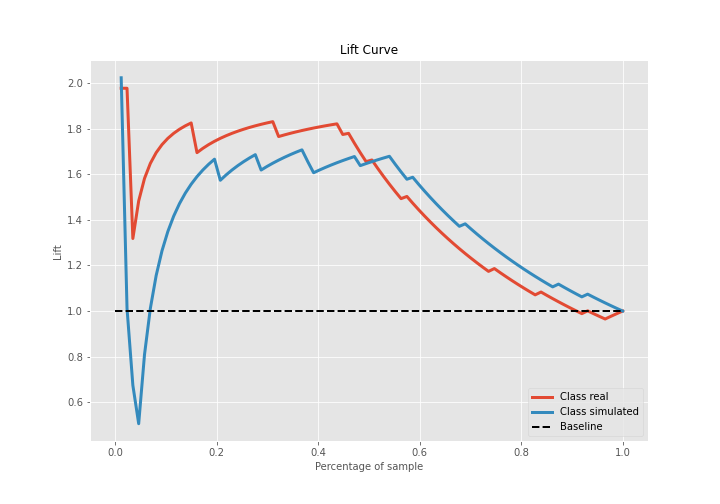 Lift Curve
2.0
1.8
1.6
1.4
1.2
1.0
0.8
0.6
Lift
0.0 0.2 0.4 0.6 0.8 1.0
Percentage of sample
Class real
Class simulated
Baseline